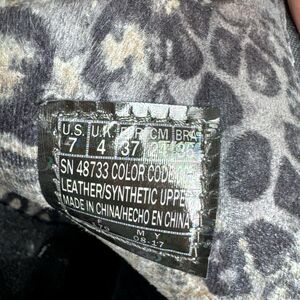 U.S. U.K. EUR CM BRA
7 4 37 24 35
SN 48733 COLOR CODE
LEATHER/SYNTHETIC UPPE
MADE IN CHINA/HECHO EN CHINA
M Y
08-17